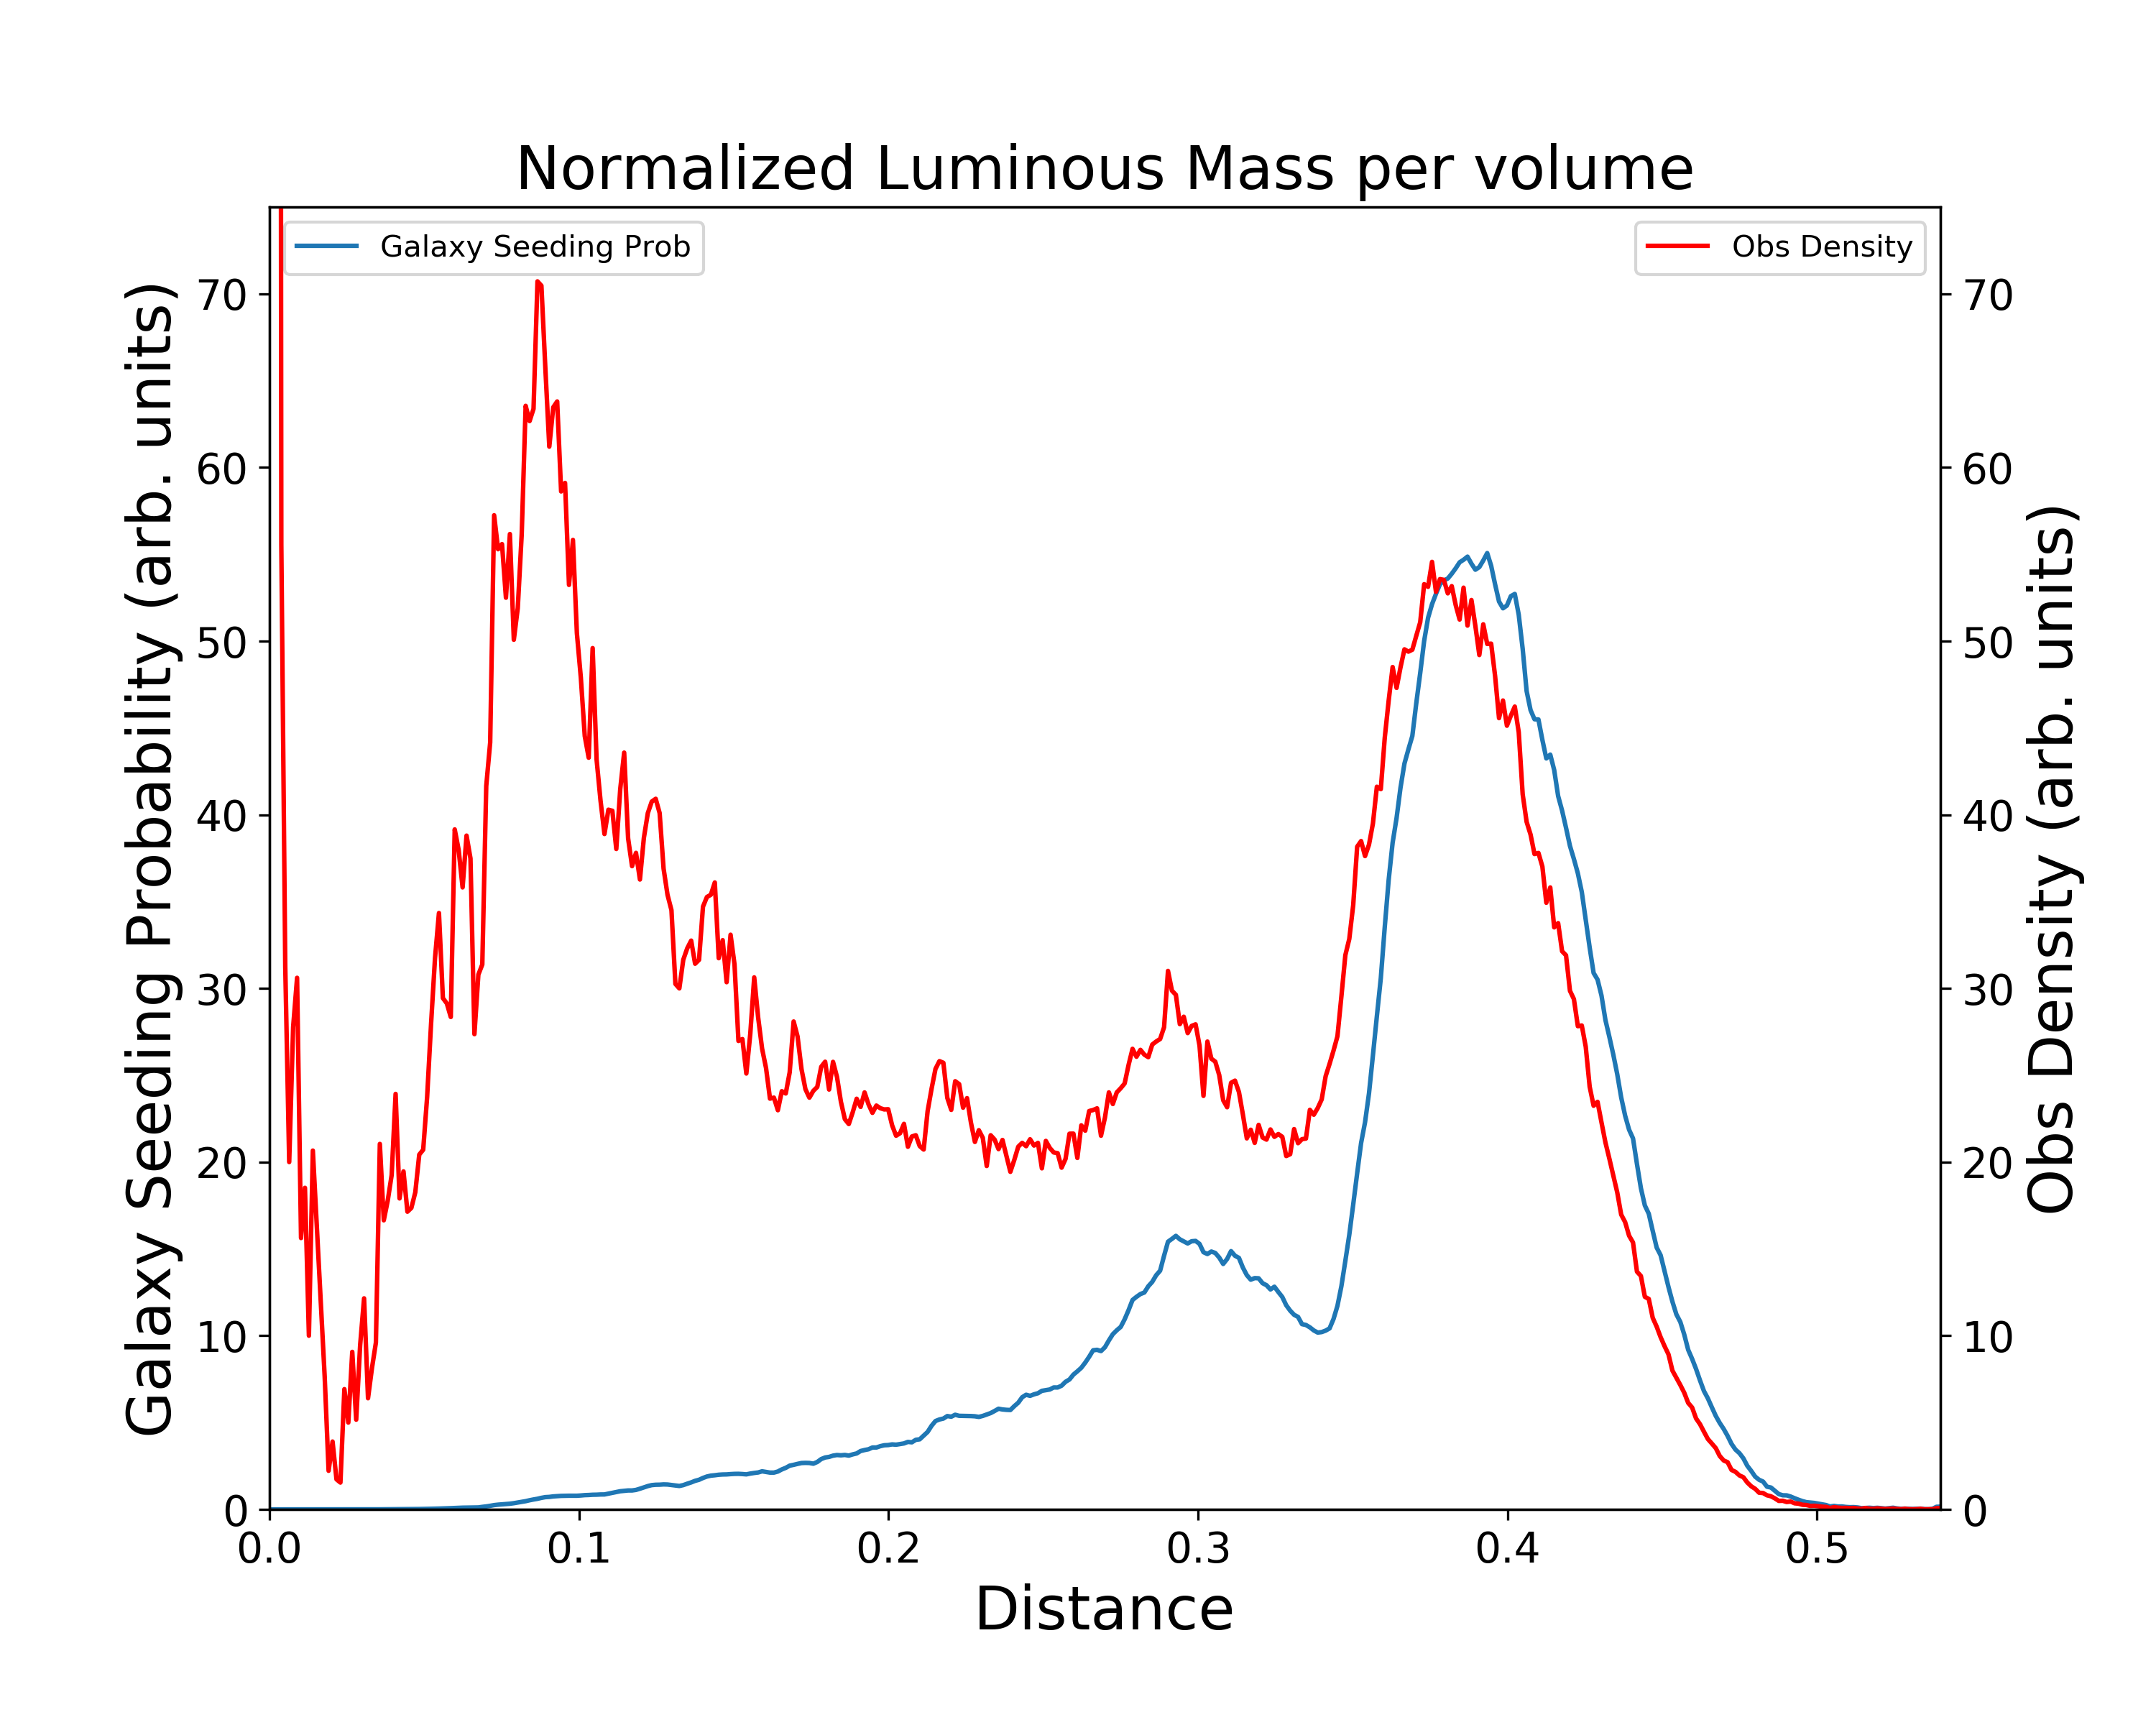 Normalized Luminous Mass per volume
Galaxy Seeding Prob
Obs Density
Galaxy Seeding Probability (arb. units)
70
60
50
40
30
20
10
0
70
60
50
40
30
20
10
0
Obs Density (arb. units)
0.0 0.1 0.2 0.3 0.4 0.5
Distance